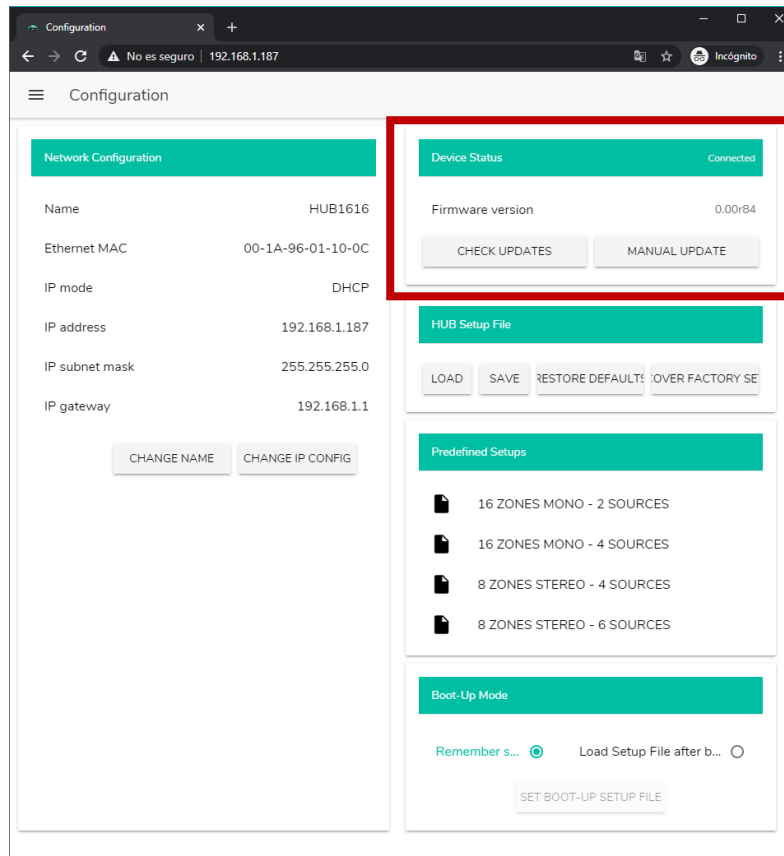 Configuration
No es seguro | 192.168.1.187
Incógnito
Configuration
Network Configuration
Name HUB1616
Ethernet MAC 00-1A-96-01-10-0C
IP mode DHCP
IP address 192.168.1.187
IP subnet mask 255.255.255.0
IP gateway 192.168.1.1
CHANGE NAME CHANGE IP CONFIG
Device Status Connected
Firmware version 0.00r84
CHECK UPDATES MANUAL UPDATE
HUB Setup File
LOAD SAVE RESTORE DEFAULTS COVER FACTORY SE
Predefined Setups
16 ZONES MONO - 2 SOURCES
16 ZONES MONO - 4 SOURCES
8 ZONES STEREO - 4 SOURCES
8 ZONES STEREO - 6 SOURCES
Boot-Up Mode
Remember s... Load Setup File after b...
SET BOOT-UP SETUP FILE